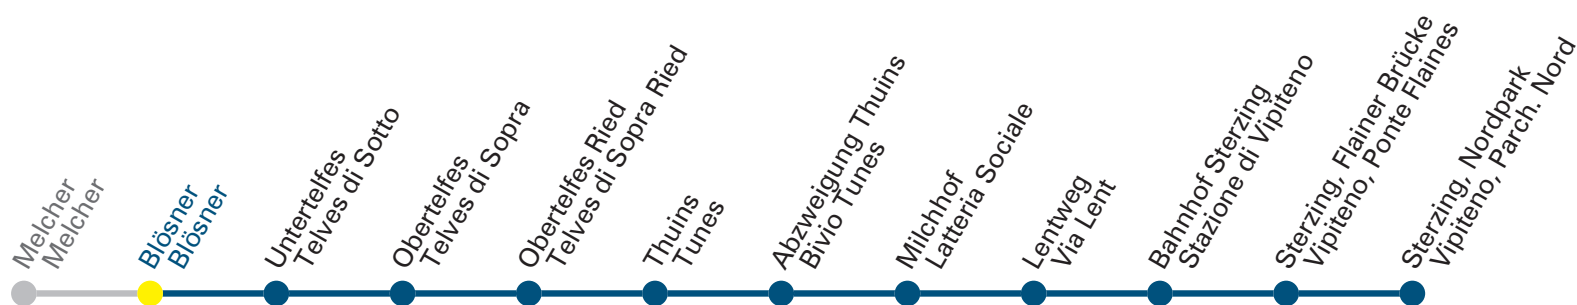 Melcher
Melcher
Blösner
Blösner
Untertelfes
Telves di Sotto
Obertelfes
Telves di Sopra
Obertelfes Ried
Telves di Sopra Ried
Thuins
Tunes
Abzweigung Thuins
Bivio Tunes
Milchhof
Latteria Sociale
Lentweg
Via Lent
Bahnhof Sterzing
Stazione di Vipiteno
Sterzing, Flainer Brücke
Vipiteno, Ponte Flaines
Sterzing, Nordpark
Vipiteno, Parch. Nord